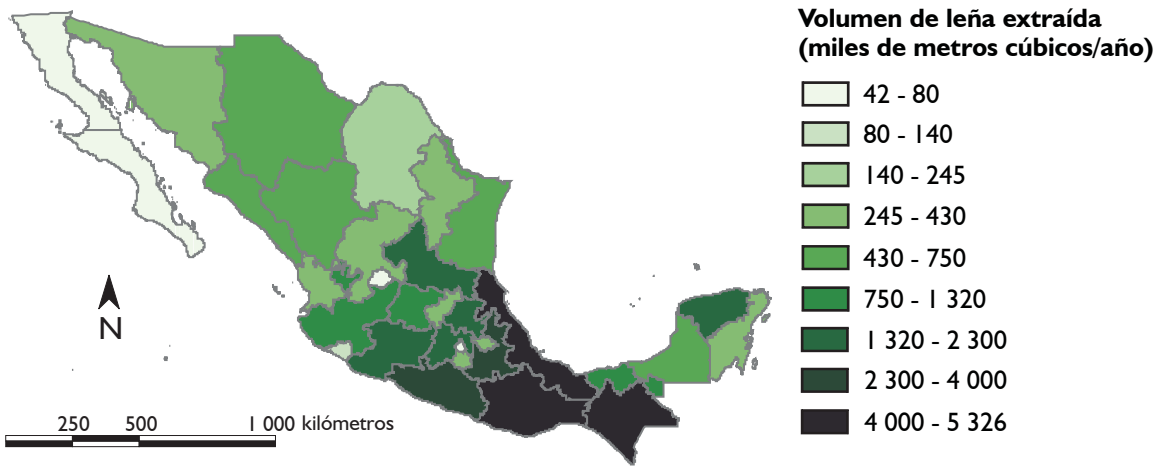 Volumen de leña extraída
(miles de metros cúbicos/año)
42 - 80
80 - 140
140 - 245
245 - 430
430 - 750
750 - 1 320
1 320 - 2 300
2 300 - 4 000
4 000 - 5 326
N
250 500 1 000 kilómetros